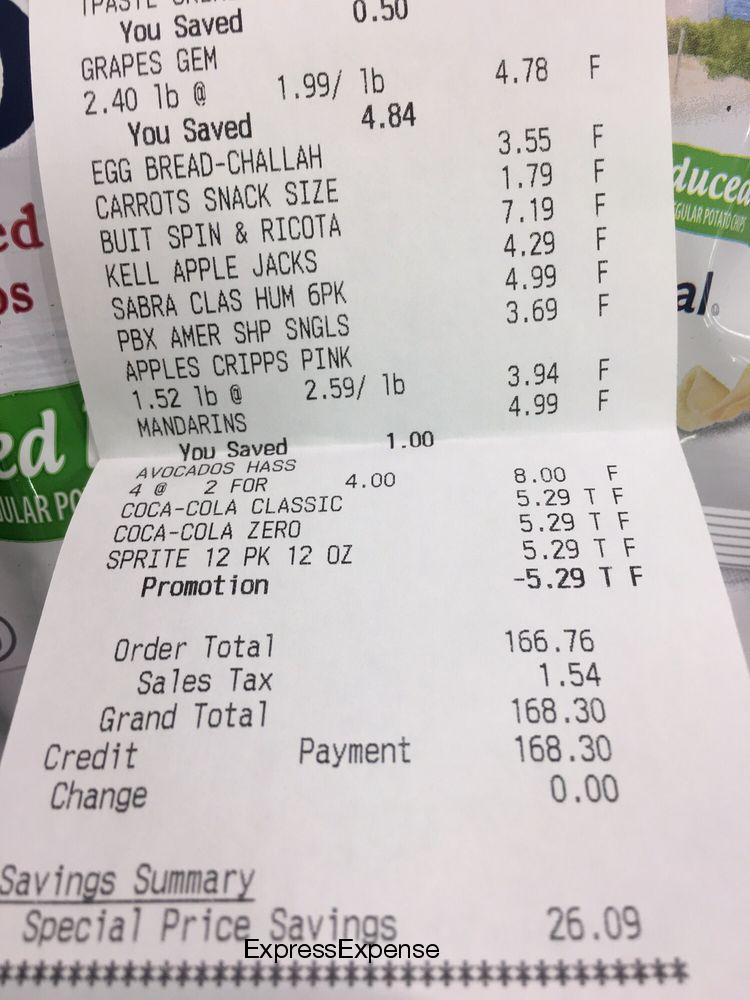 You Saved 0.50
GRAPES GEM
2.40 lb @ 1.99/ lb 4.78 F
You Saved 4.84
EGG BREAD-CHALLAH 3.55 F
CARROTS SNACK SIZE 1.79 F
BUIT SPIN & RICOTA 7.19 F
KELL APPLE JACKS 4.29 F
SABRA CLAS HUM 6PK 4.99 F
PBX AMER SHP SNGLS 3.69 F
APPLES CRIPPS PINK
1.52 lb @ 2.59/ lb 3.94 F
MANDARINS 4.99 F
You Saved 1.00
AVOCADOS HASS
4 @ 2 FOR 4.00 8.00 F
COCA-COLA CLASSIC 5.29 T F
COCA-COLA ZERO 5.29 T F
SPRITE 12 PK 12 OZ 5.29 T F
Promotion -5.29 T F
Order Total 166.76
Sales Tax 1.54
Grand Total 168.30
Credit Payment 168.30
Change 0.00
Savings Summary
Special Price Savings 26.09
ExpressExpense
duced
EGULAR POTATO CHIPS
al
ed
os
ed
ULAR PO